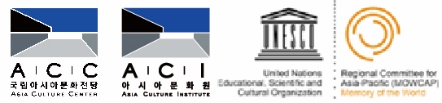 A C C
국립아시아문화전당
ASIA CULTURE CENTER
A C I
아시아문화원
ASIA CULTURE INSTITUTE
UNESCO
United Nations
Educational, Scientific and
Cultural Organization
Regional Committee for
Asia-Pacific (MOWCAP)
Memory of the World